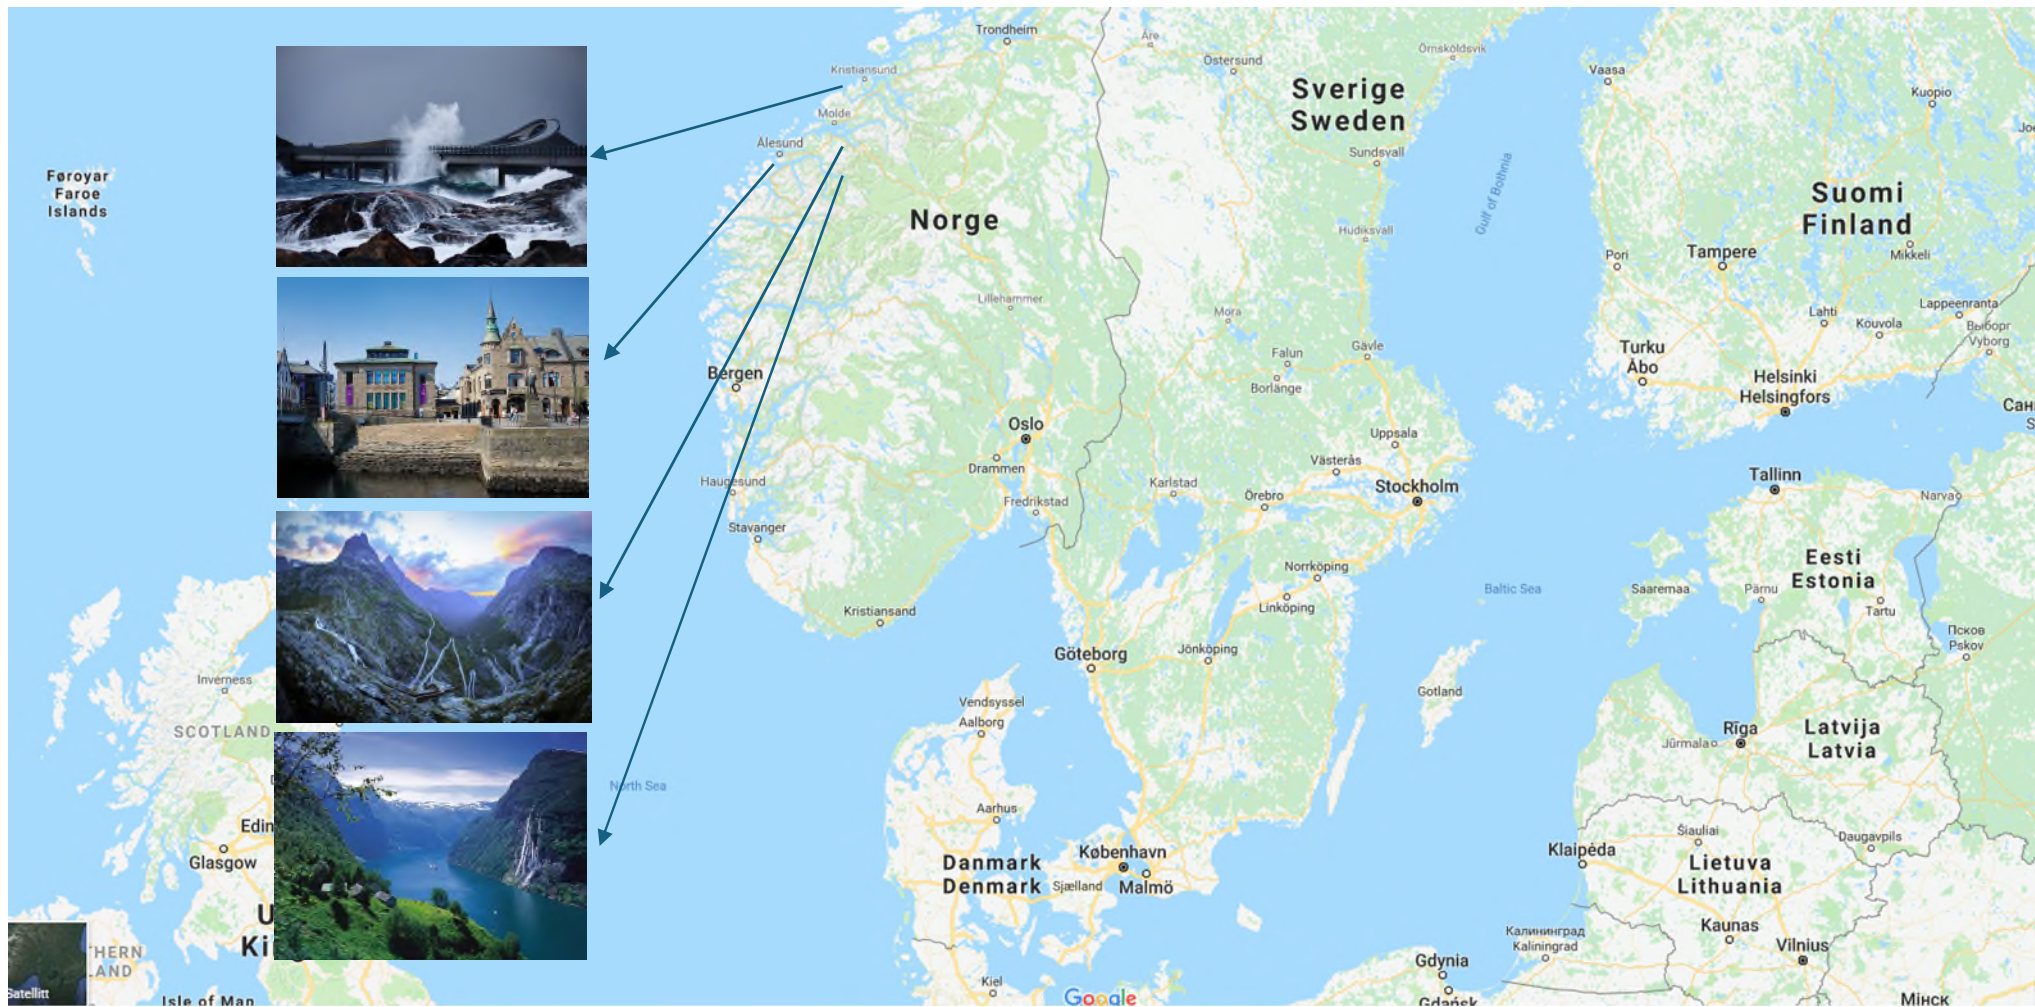 Trondheim
Åre
Örnsköldsvik
Kristiansund
Östersund
Vaasa
Sverige
Sweden
Kuopio
Molde
Ålesund
Sundsvall
Føroyar
Faroe
Islands
Gulf of Bothnia
Suomi
Finland
Norge
Hudiksvall
Pori
Tampere
Mikkeli
Lillehammer
Mora
Lahti
Kouvola
Lappeenranta
Выборг
Vyborg
Falun
Gävle
Borlänge
Turku
Åbo
Bergen
Helsinki
Helsingfors
Oslo
Uppsala
Drammen
Västerås
Haugesund
Karlstad
Örebro
Stockholm
Tallinn
Narva
Fredrikstad
Stavanger
Eesti
Estonia
Norrköping
Linköping
Baltic Sea
Saaremaa
Pärnu
Tartu
Kristiansand
Псков
Pskov
Göteborg
Jönköping
Gotland
Inverness
SCOTLAND
Vendsyssel
Aalborg
Rīga
Jūrmala
Latvija
Latvia
North Sea
Aarhus
Edin
Glasgow
Šiauliai
Daugavpils
Klaipėda
København
Danmark
Denmark
Sjælland
Malmö
Lietuva
Lithuania
U
Ki
Калининград
Kaliningrad
Kaunas
Vilnius
HERN
AND
Gdynia
Satellitt
Kiel
Isle of Man
Google
Gdańsk
Мінск